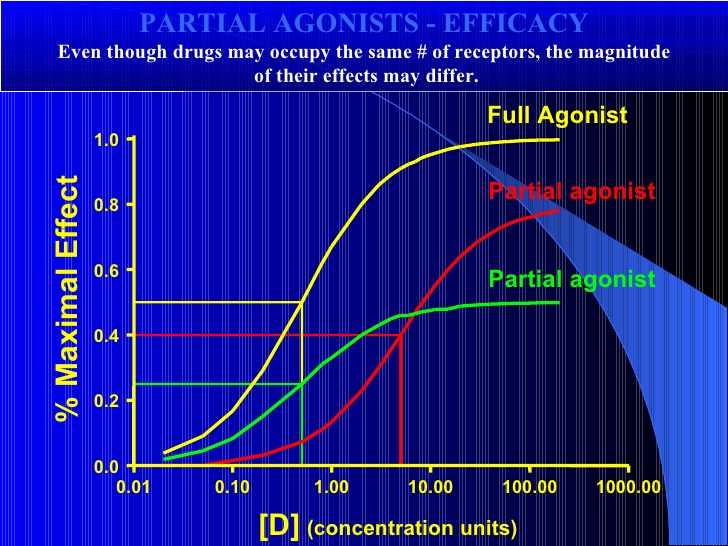 PARTIAL AGONISTS - EFFICACY
Even though drugs may occupy the same # of receptors, the magnitude
of their effects may differ.
Full Agonist
Partial agonist
Partial agonist
% Maximal Effect
1.0
0.8
0.6
0.4
0.2
0.0
0.01 0.10 1.00 10.00 100.00 1000.00
[D] (concentration units)